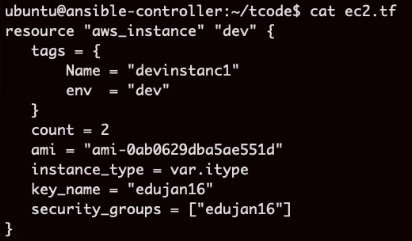 ubuntu@ansible-controller:~/tcode$ cat ec2.tf
resource "aws_instance" "dev" {
   tags = {
       Name = "devinstanc1"
       env  = "dev"
   }
   count = 2
   ami = "ami-0ab0629dba5ae551d"
   instance_type = var.itype
   key_name = "edujan16"
   security_groups = ["edujan16"]
}